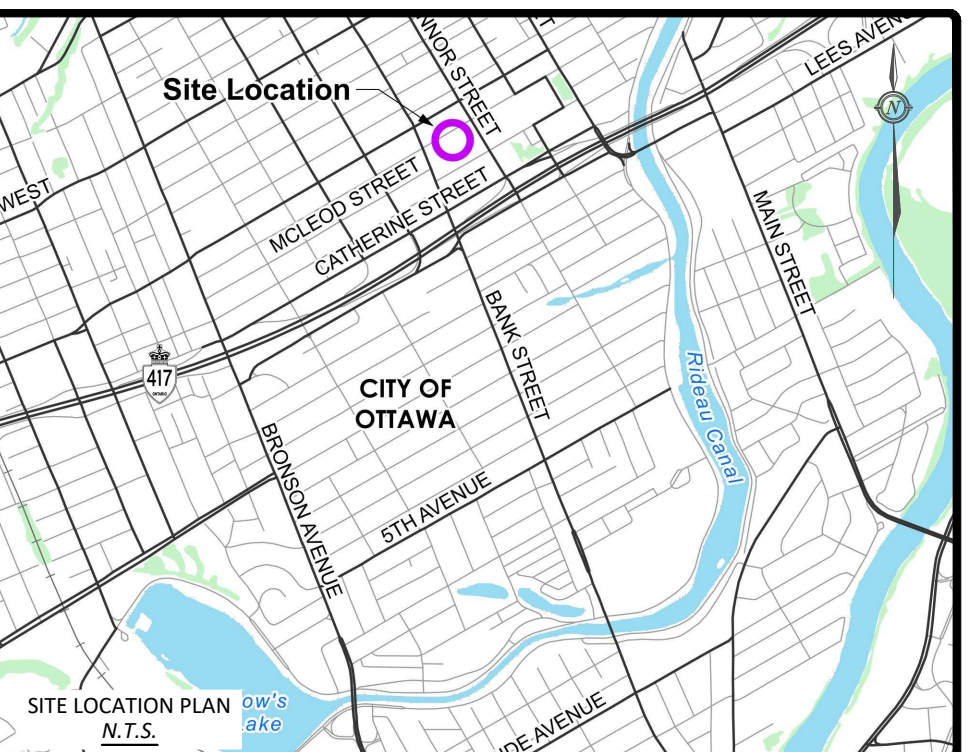 NNOR STREET
LEES AVEN
Site Location
N
WEST
MCLEOD STREET
CATHERINE STREET
MAIN STREET
BANK STREET
417
ONTARIO
CITY OF
OTTAWA
Rideau Canal
BRONSON AVENUE
5TH AVENUE
SITE LOCATION PLAN
N.T.S.
ow's
ake
DE AVENUE